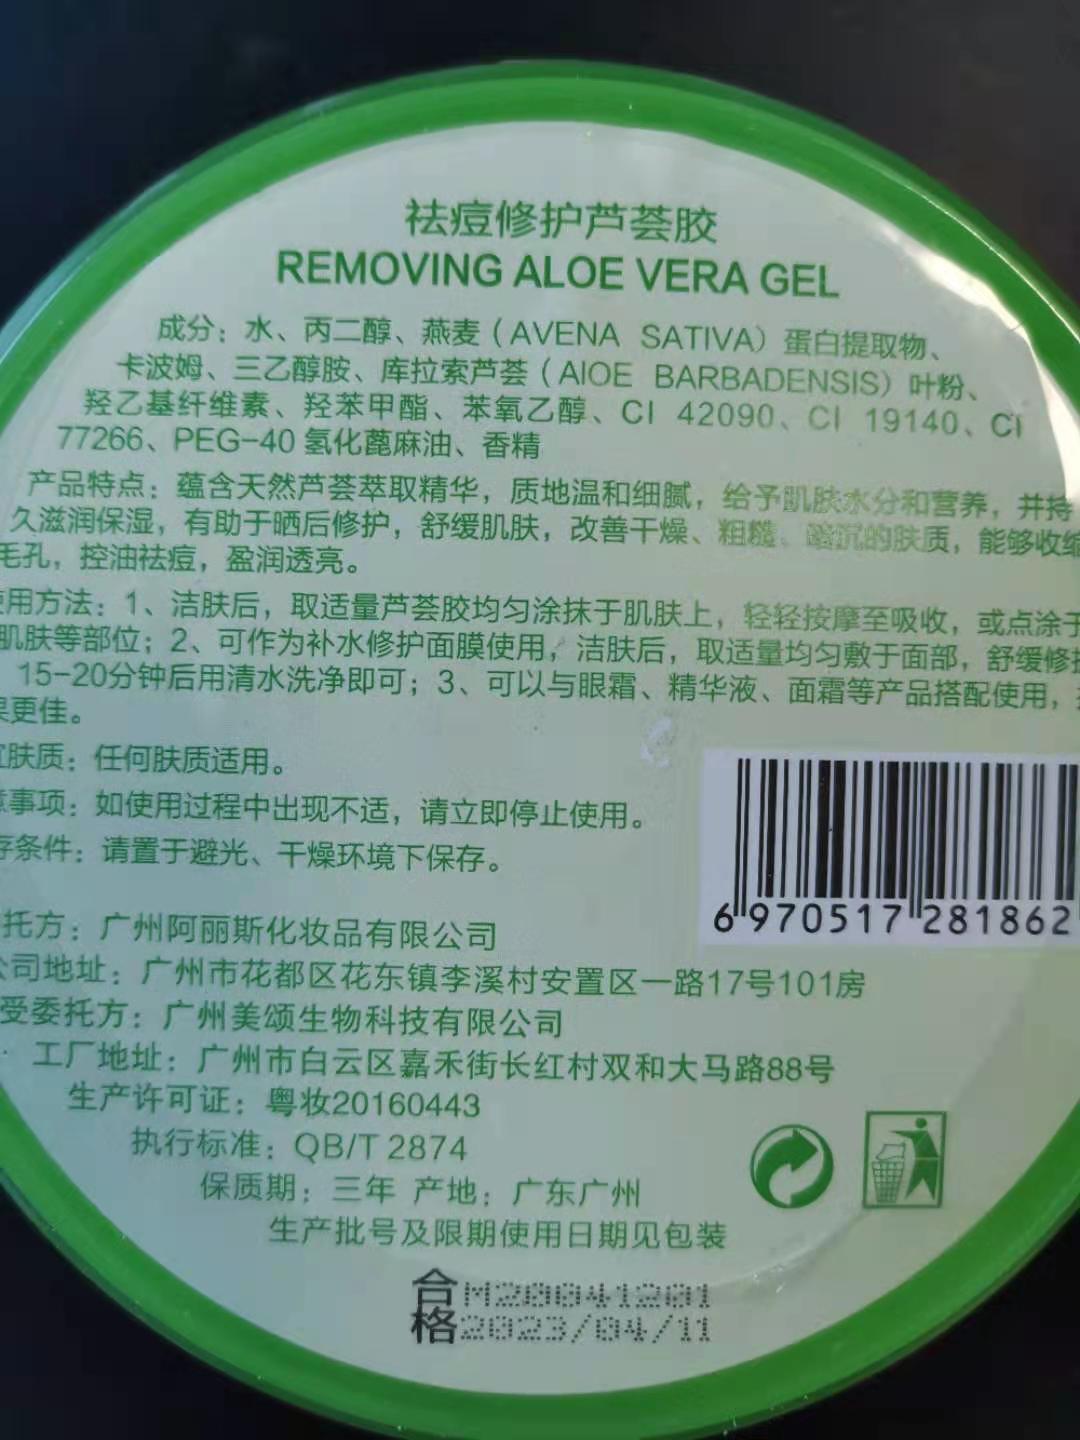 祛痘修护芦荟胶
REMOVING ALOE VERA GEL
成分：水、丙二醇、燕麦（AVENA SATIVA）蛋白提取物、
卡波姆、三乙醇胺、库拉索芦荟（AIOE BARBADENSIS）叶粉、
羟乙基纤维素、羟苯甲酯、苯氧乙醇、CI 42090、CI 19140、CI
77266、PEG-40 氢化蓖麻油、香精
产品特点：蕴含天然芦荟萃取精华，质地温和细腻，给予肌肤水分和营养，并持
久滋润保湿，有助于晒后修护，舒缓肌肤，改善干燥、粗糙、暗沉的肤质，能够收缩
毛孔，控油祛痘，盈润透亮。
使用方法：1、洁肤后，取适量芦荟胶均匀涂抹于肌肤上，轻轻按摩至吸收，或点涂于
肌肤等部位；2、可作为补水修护面膜使用，洁肤后，取适量均匀敷于面部，舒缓修护
15-20分钟后用清水洗净即可；3、可以与眼霜、精华液、面霜等产品搭配使用，
果更佳。
肤质：任何肤质适用。
意事项：如使用过程中出现不适，请立即停止使用。
存条件：请置于避光、干燥环境下保存。
6 970517 281862
托方：广州阿丽斯化妆品有限公司
公司地址：广州市花都区花东镇李溪村安置区一路17号101房
受委托方：广州美颂生物科技有限公司
工厂地址：广州市白云区嘉禾街长红村双和大马路88号
生产许可证：粤妆20160443
执行标准：QB/T 2874
保质期：三年 产地：广东广州
生产批号及限期使用日期见包装
合格 M20041201
2023/04/11